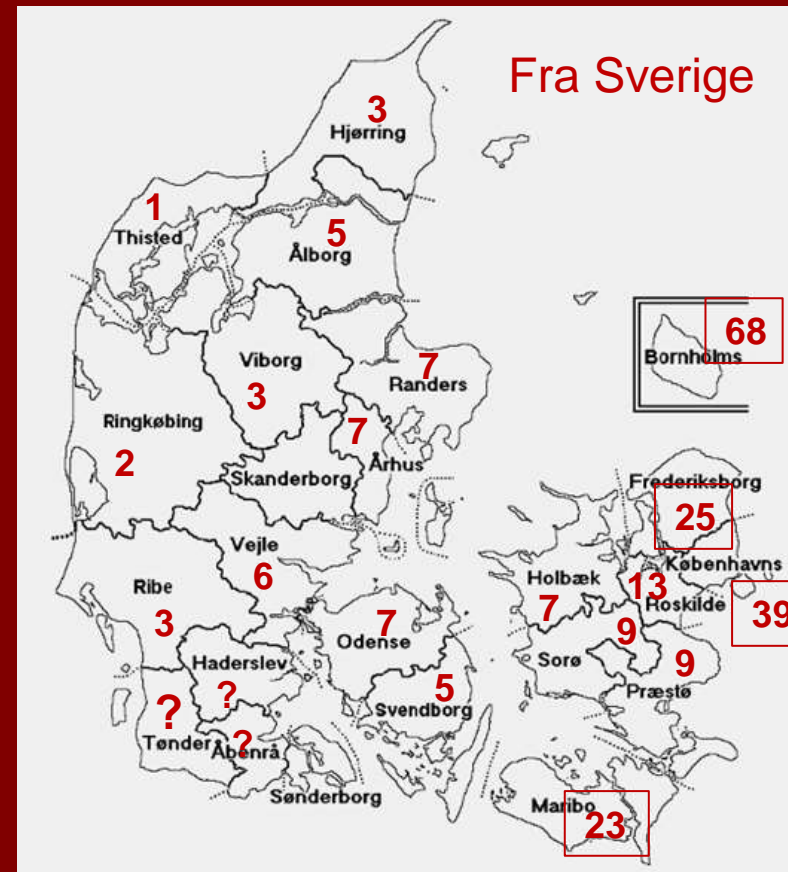 Fra Sverige
3
Hjørring
1
Thisted
5
Ålborg
68
Bornholms
Viborg
3
7
Randers
Ringkøbing
2
7
Århus
Skanderborg
Frederiksborg
25
Vejle
6
Københavns
Holbæk
7
13
Roskilde
39
Ribe
3
7
Odense
9
Sorø
9
Præstø
Haderslev
?
5
Svendborg
?
Tønder
?
Åbenrå
Sønderborg
Maribo
23